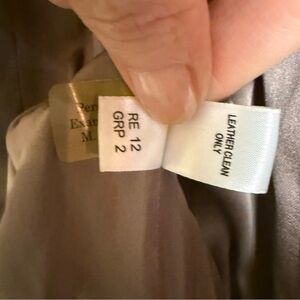 RE 12
GRP 2
LEATHER CLEAN
ONLY
M.